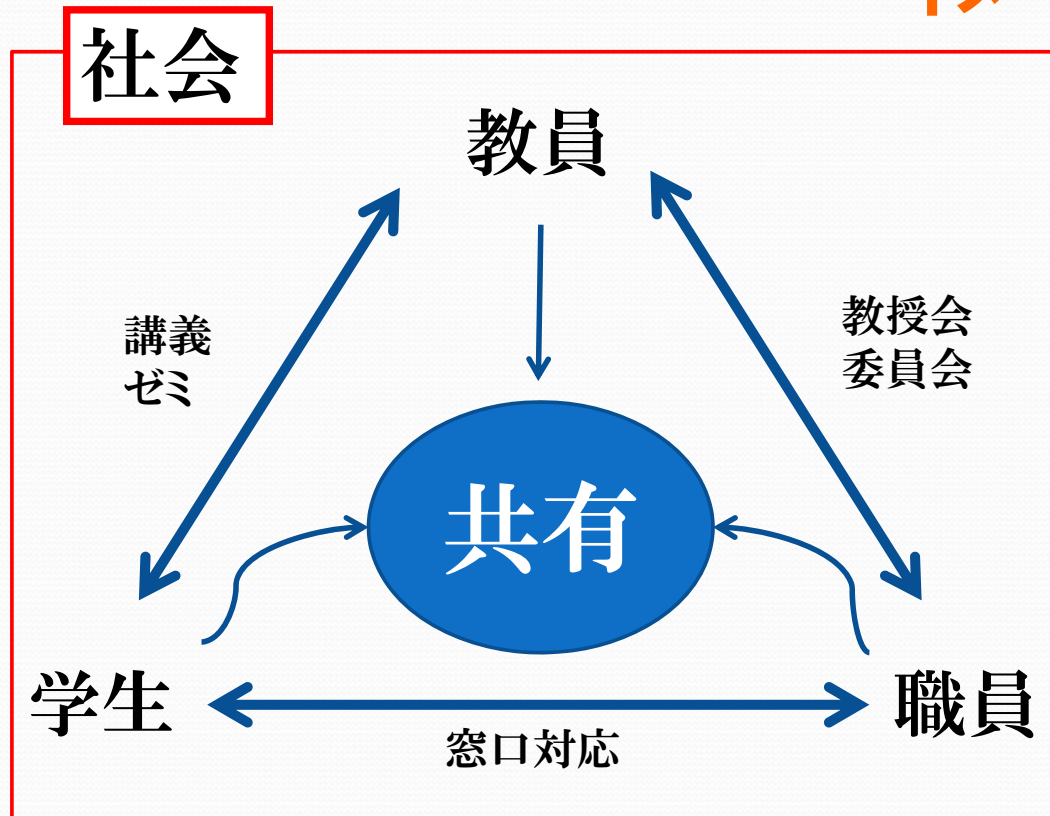 社会
教員
講義
ゼミ
教授会
委員会
共有
学生
職員
窓口対応